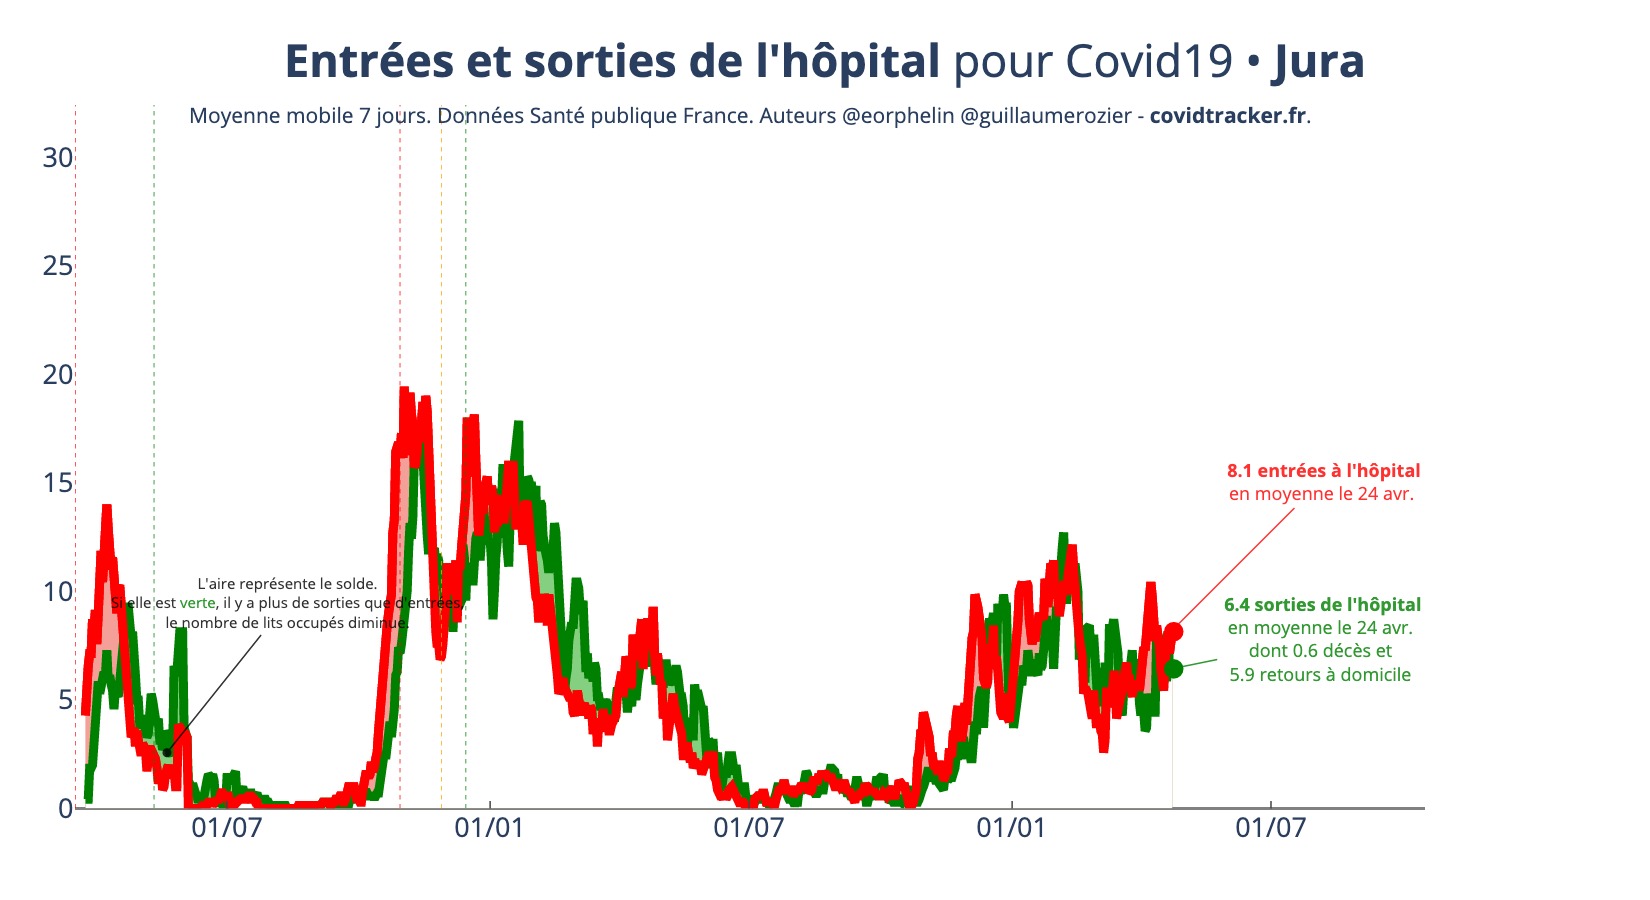 Entrées et sorties de l'hôpital pour Covid19 • Jura
Moyenne mobile 7 jours. Données Santé publique France. Auteurs @eorphelin @guillaumerozier - covidtracker.fr.
30
25
20
15
10
5
0
L'aire représente le solde.
Si elle est verte, il y a plus de sorties que d'entrées,
le nombre de lits occupés diminue.
8.1 entrées à l'hôpital
en moyenne le 24 avr.
6.4 sorties de l'hôpital
en moyenne le 24 avr.
dont 0.6 décès et
5.9 retours à domicile
01/07
01/01
01/07
01/01
01/07